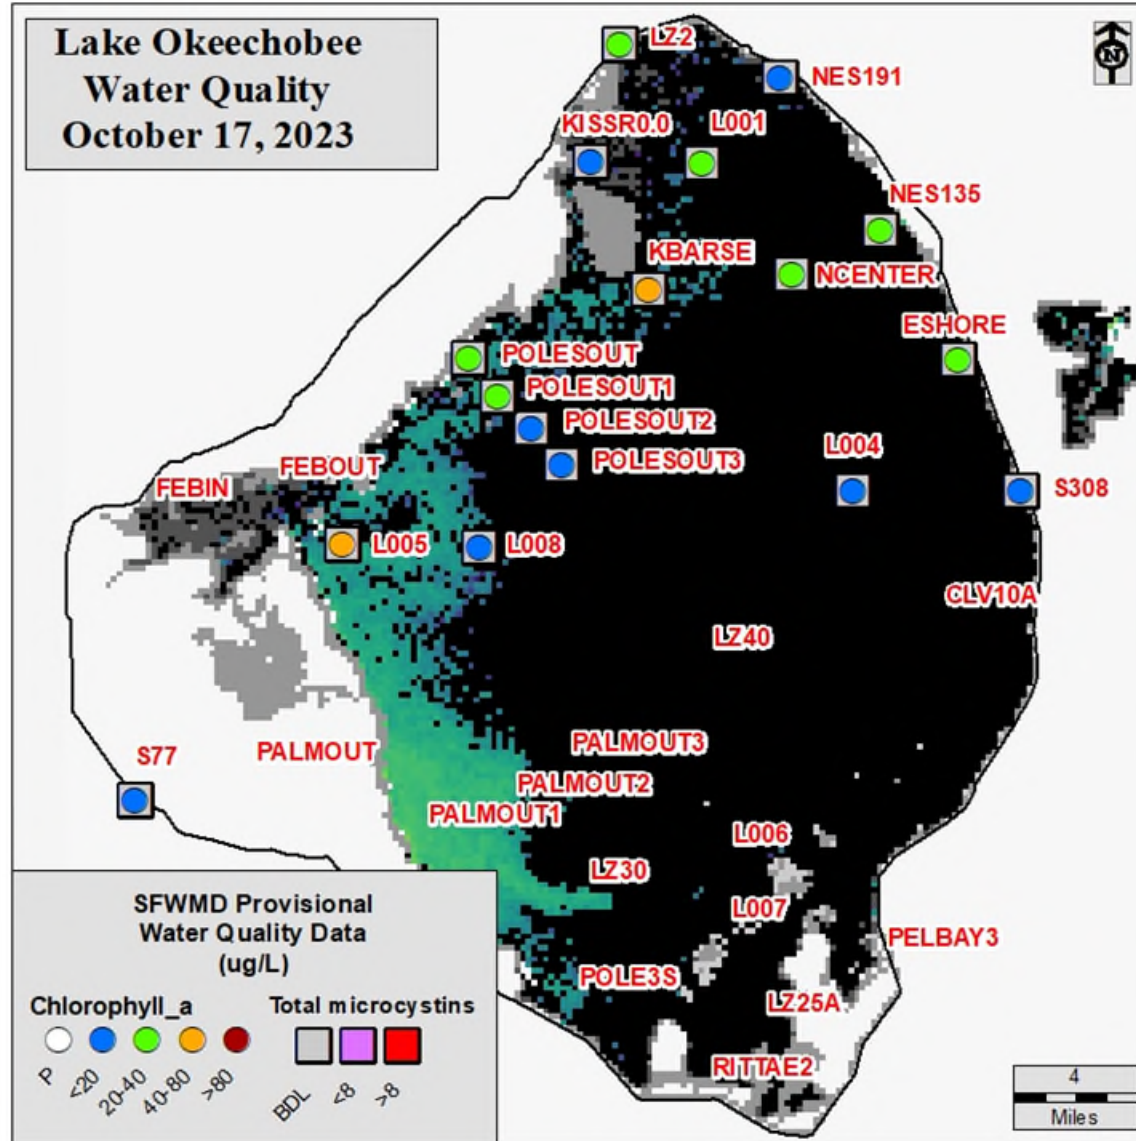 Lake Okeechobee
Water Quality
October 17, 2023
N
LZ2
NES191
KISSR0.0
L001
NES135
KBARSE
NCENTER
ESHORE
POLESOUT
POLESOUT1
POLESOUT2
POLESOUT3
L004
FEBOUT
FEBIN
S308
L005
L008
CLV10A
LZ40
PALMOUT
PALMOUT3
S77
PALMOUT2
PALMOUT1
L006
LZ30
L007
PELBAY3
POLE3S
LZ25A
RITTAE2
SFWMD Provisional
Water Quality Data
(ug/L)
Chlorophyll_a
Total microcystins
P
<20
20-40
40-80
>80
BDL
<8
>8
4
Miles